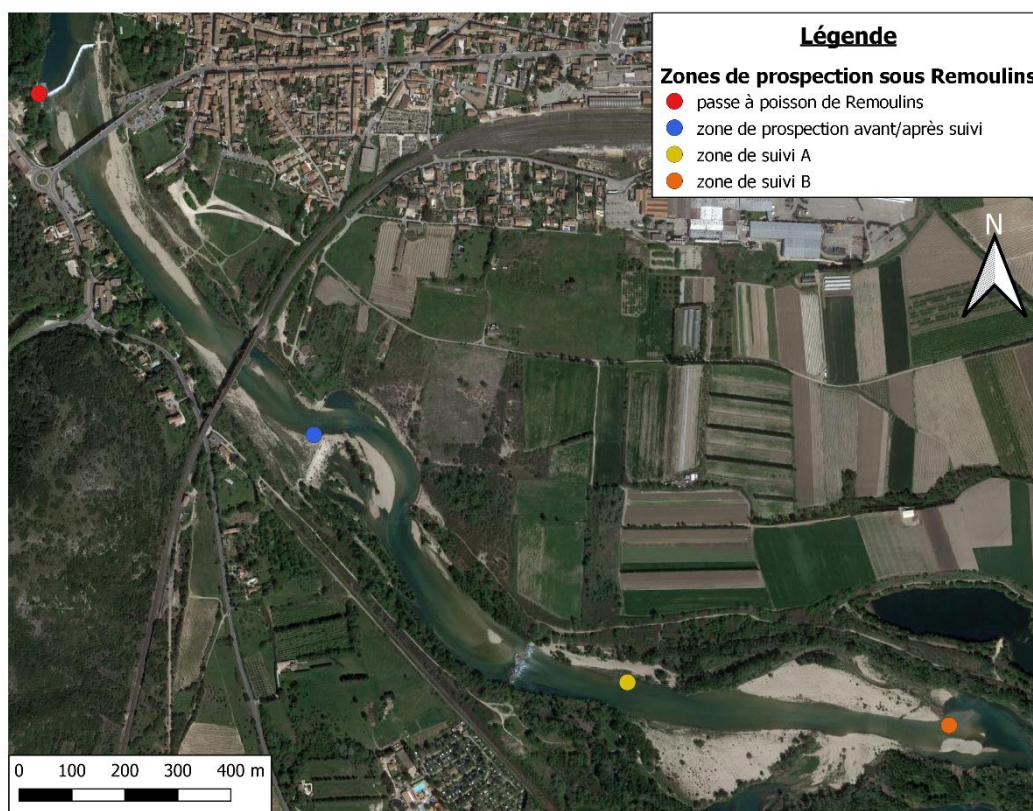 Légende
Zones de prospection sous Remoulins
passe à poisson de Remoulins
zone de prospection avant/après suivi
zone de suivi A
zone de suivi B
N
0 100 200 300 400 m